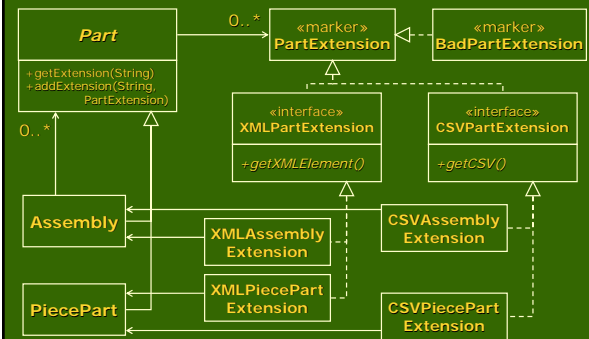 0..*
Part
+getExtension(String)
+addExtension(String,
PartExtension)
«marker»
PartExtension
«marker»
BadPartExtension
«interface»
XMLPartExtension
+getXMLElement()
«interface»
CSVPartExtension
+getCSV()
0..*
Assembly
XMLAssembly
Extension
CSVAssembly
Extension
PiecePart
XMLPiecePart
Extension
CSVPiecePart
Extension